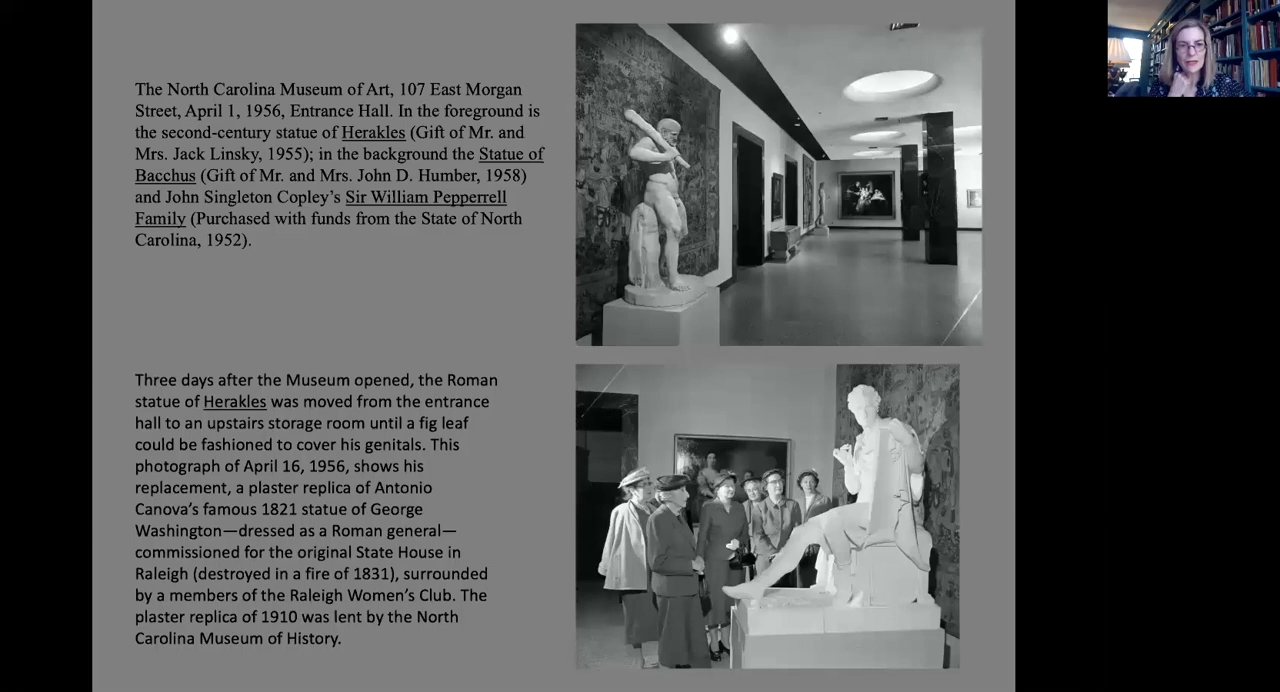 The North Carolina Museum of Art, 107 East Morgan
Street, April 1, 1956, Entrance Hall. In the foreground is
the second-century statue of Herakles (Gift of Mr. and
Mrs. Jack Linsky, 1955); in the background the Statue of
Bacchus (Gift of Mr. and Mrs. John D. Humber, 1958)
and John Singleton Copley’s Sir William Pepperrell
Family (Purchased with funds from the State of North
Carolina, 1952).
Three days after the Museum opened, the Roman
statue of Herakles was moved from the entrance
hall to an upstairs storage room until a fig leaf
could be fashioned to cover his genitals. This
photograph of April 16, 1956, shows his
replacement, a plaster replica of Antonio
Canova’s famous 1821 statue of George
Washington—dressed as a Roman general—
commissioned for the original State House in
Raleigh (destroyed in a fire of 1831), surrounded
by a members of the Raleigh Women’s Club. The
plaster replica of 1910 was lent by the North
Carolina Museum of History.